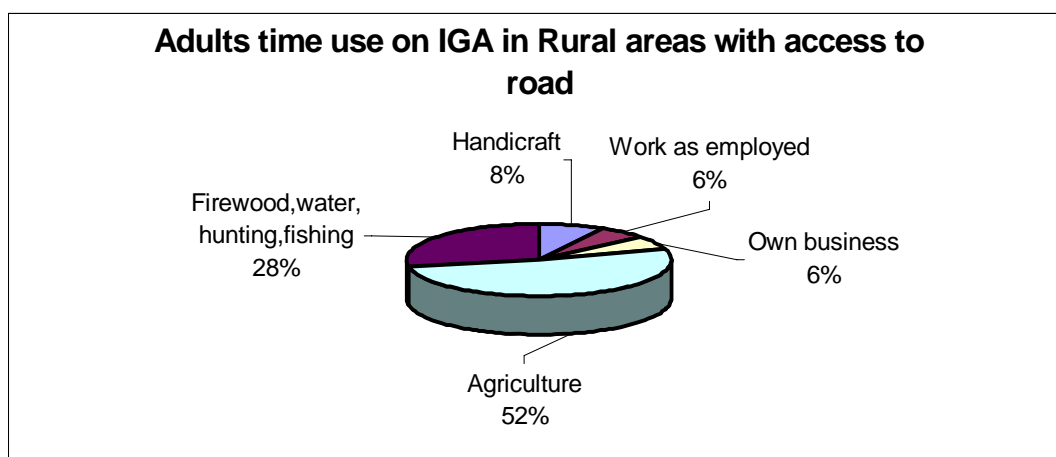 Adults time use on IGA in Rural areas with access to
road
Handicraft
8%
Work as employed
6%
Own business
6%
Agriculture
52%
Firewood,water,
hunting,fishing
28%